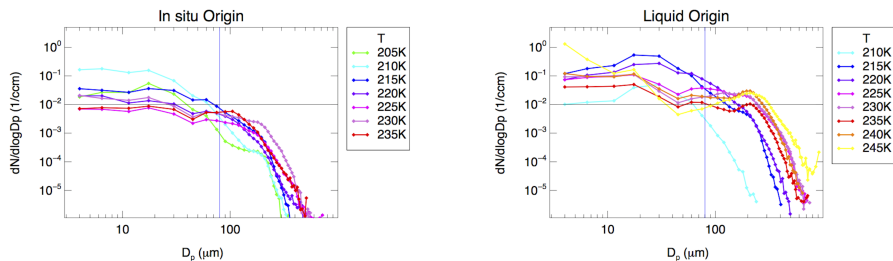 In situ Origin
dN/dlogDp (1/ccm)
10^0
10^-1
10^-2
10^-3
10^-4
10^-5
10
100
D_p (μm)
T
205K
210K
215K
220K
225K
230K
235K
Liquid Origin
dN/dlogDp (1/ccm)
10^0
10^-1
10^-2
10^-3
10^-4
10^-5
10
100
D_p (μm)
T
210K
215K
220K
225K
230K
235K
240K
245K